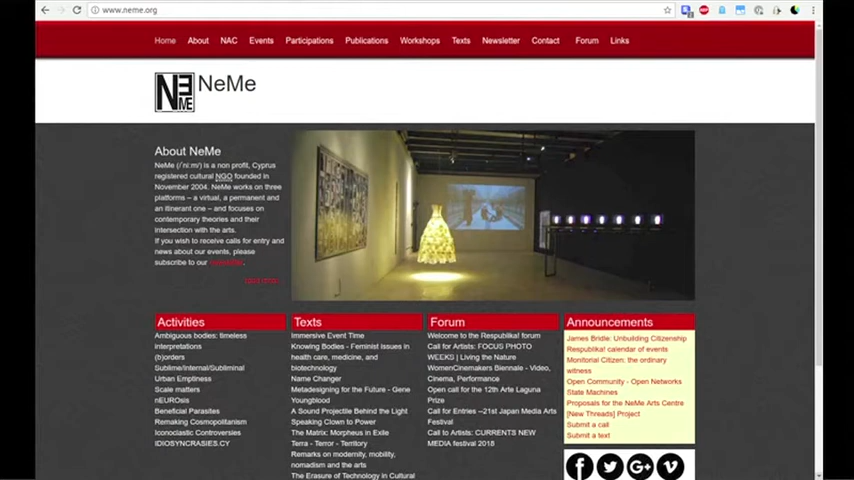 www.neme.org
Home About NAC Events Participations Publications Workshops Texts Newsletter Contact Forum Links
NEME
NeMe
About NeMe
NeMe (/ˈniːm/) is a non profit, Cyprus
registered cultural NGO founded in
November 2004. NeMe works on three
platforms – a virtual, a permanent and
an itinerant one – and focuses on
contemporary theories and their
intersection with the arts.
If you wish to receive calls for entry and
news about our events, please
subscribe to our
Activities
Ambiguous bodies: timeless
interpretations
(b)orders
Sublime/Internal/Subliminal
Urban Emptiness
Scale matters
nEUROsis
Beneficial Parasites
Remaking Cosmopolitanism
Iconoclastic Controversies
IDIOSYNCRASIES.CY
Texts
Immersive Event Time
Knowing Bodies - Feminist Issues in
health care, medicine, and
biotechnology
Name Changer
Metadesigning for the Future - Gene
Youngblood
A Sound Projectile Behind the Light
Speaking Clown to Power
The Matrix: Morpheus in Exile
Terra - Terror - Territory
Remarks on modernity, mobility,
nomadism and the arts
The Erasure of Technology in Cultural
Forum
Welcome to the Respublika! forum
Call for Artists: FOCUS PHOTO
WEEKS | Living the Nature
WomenCinemakers Biennale - Video,
Cinema, Performance
Open call for the 12th Arte Laguna
Prize
Call for Entries --21st Japan Media Arts
Festival
Call to Artists: CURRENTS NEW
MEDIA festival 2018
Announcements
James Bridle: Unbuilding Citizenship
Respublika! calendar of events
Monitorial Citizen, the ordinary
witness
Open Community - Open Networks
State Machines
Proposals for the NeMe Arts Centre
[New Threads] Project
Submit a call
Submit a text